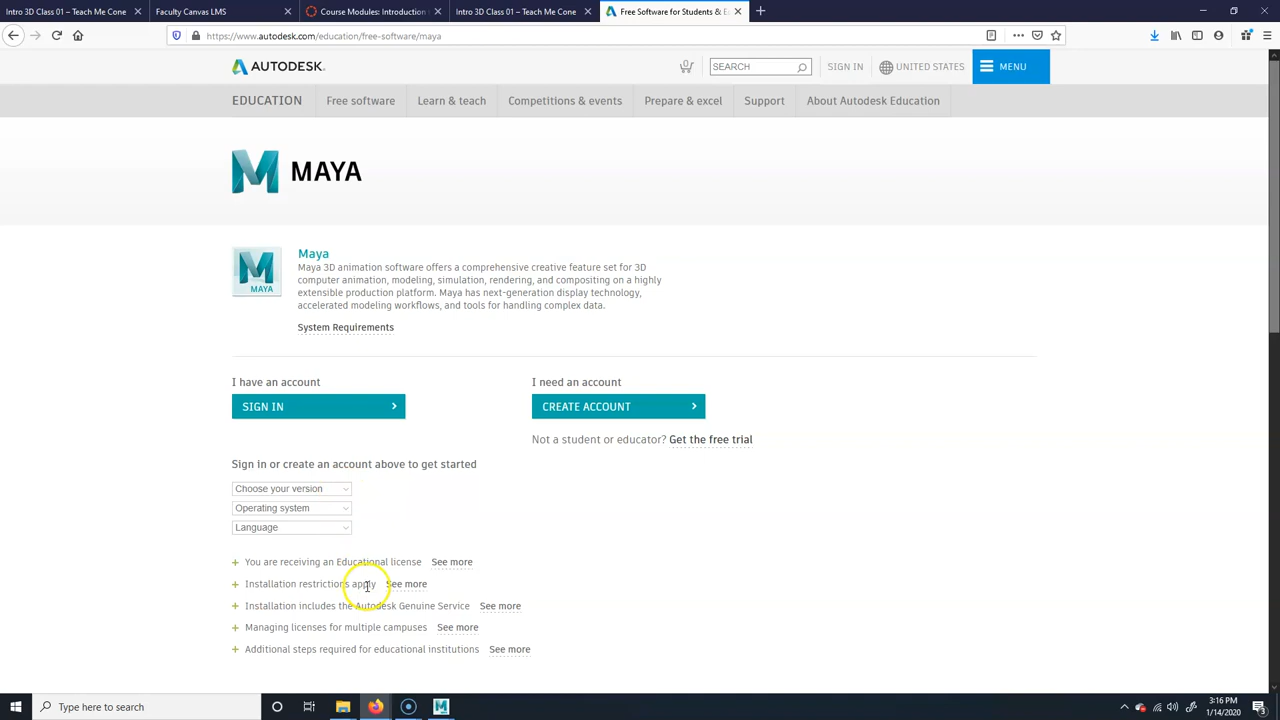 Intro 3D Class 01 – Teach Me Cone
Faculty Canvas LMS
Course Modules: Introduction
Intro 3D Class 01 – Teach Me Cone
Free Software for Students & E
https://www.autodesk.com/education/free-software/maya
AUTODESK.
0
SEARCH
SIGN IN
UNITED STATES
MENU
EDUCATION
Free software
Learn & teach
Competitions & events
Prepare & excel
Support
About Autodesk Education
MAYA
Maya
Maya 3D animation software offers a comprehensive creative feature set for 3D
computer animation, modeling, simulation, rendering, and compositing on a highly
extensible production platform. Maya has next-generation display technology,
accelerated modeling workflows, and tools for handling complex data.
MAYA
System Requirements
I have an account
I need an account
SIGN IN
CREATE ACCOUNT
Not a student or educator? Get the free trial
Sign in or create an account above to get started
Choose your version
Operating system
Language
+ You are receiving an Educational license See more
+ Installation restrictions apply See more
+ Installation includes the Autodesk Genuine Service See more
+ Managing licenses for multiple campuses See more
+ Additional steps required for educational institutions See more
Type here to search
3:16 PM
1/14/2020
3